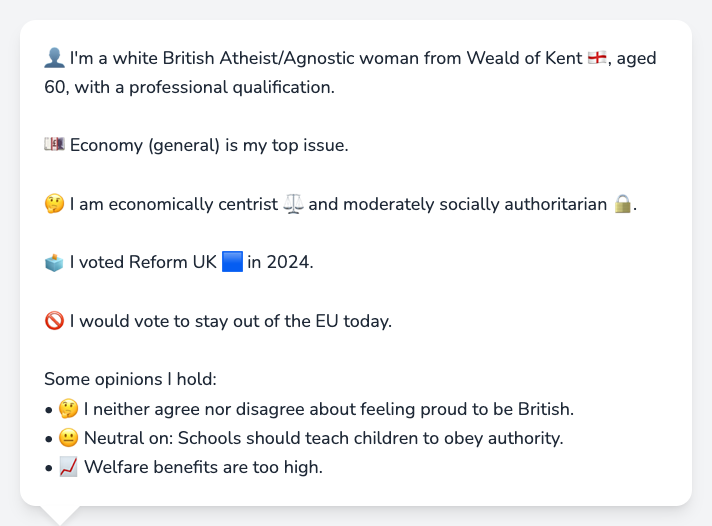 👤 I'm a white British Atheist/Agnostic woman from Weald of Kent 🏴󠁧󠁢󠁥󠁮󠁧󠁿, aged
60, with a professional qualification.
💷 Economy (general) is my top issue.
🤔 I am economically centrist ⚖️ and moderately socially authoritarian 🔒.
🗳️ I voted Reform UK 🟦 in 2024.
🚫 I would vote to stay out of the EU today.
Some opinions I hold:
• 🤔 I neither agree nor disagree about feeling proud to be British.
• 😐 Neutral on: Schools should teach children to obey authority.
• 📈 Welfare benefits are too high.